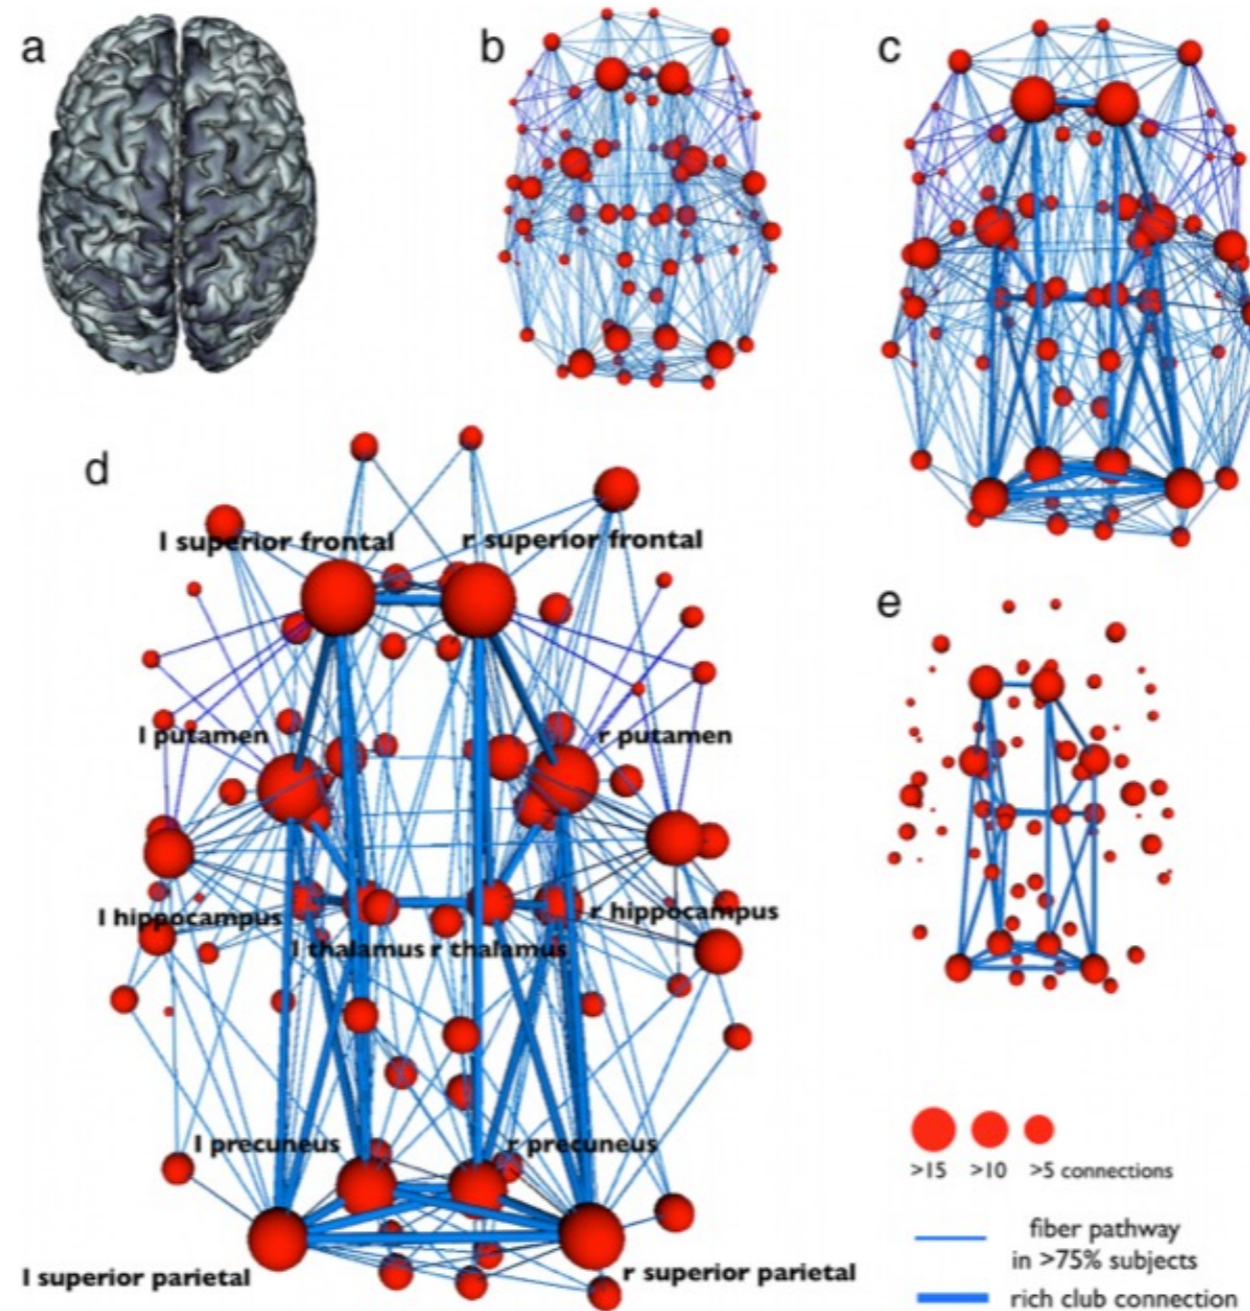 a
b
c
d
l superior frontal
r superior frontal
e
l putamen
r putamen
l hippocampus
r hippocampus
l thalamus
r thalamus
l precuneus
r precuneus
l superior parietal
r superior parietal
>15
>10
>5 connections
fiber pathway
in >75% subjects
rich club connection